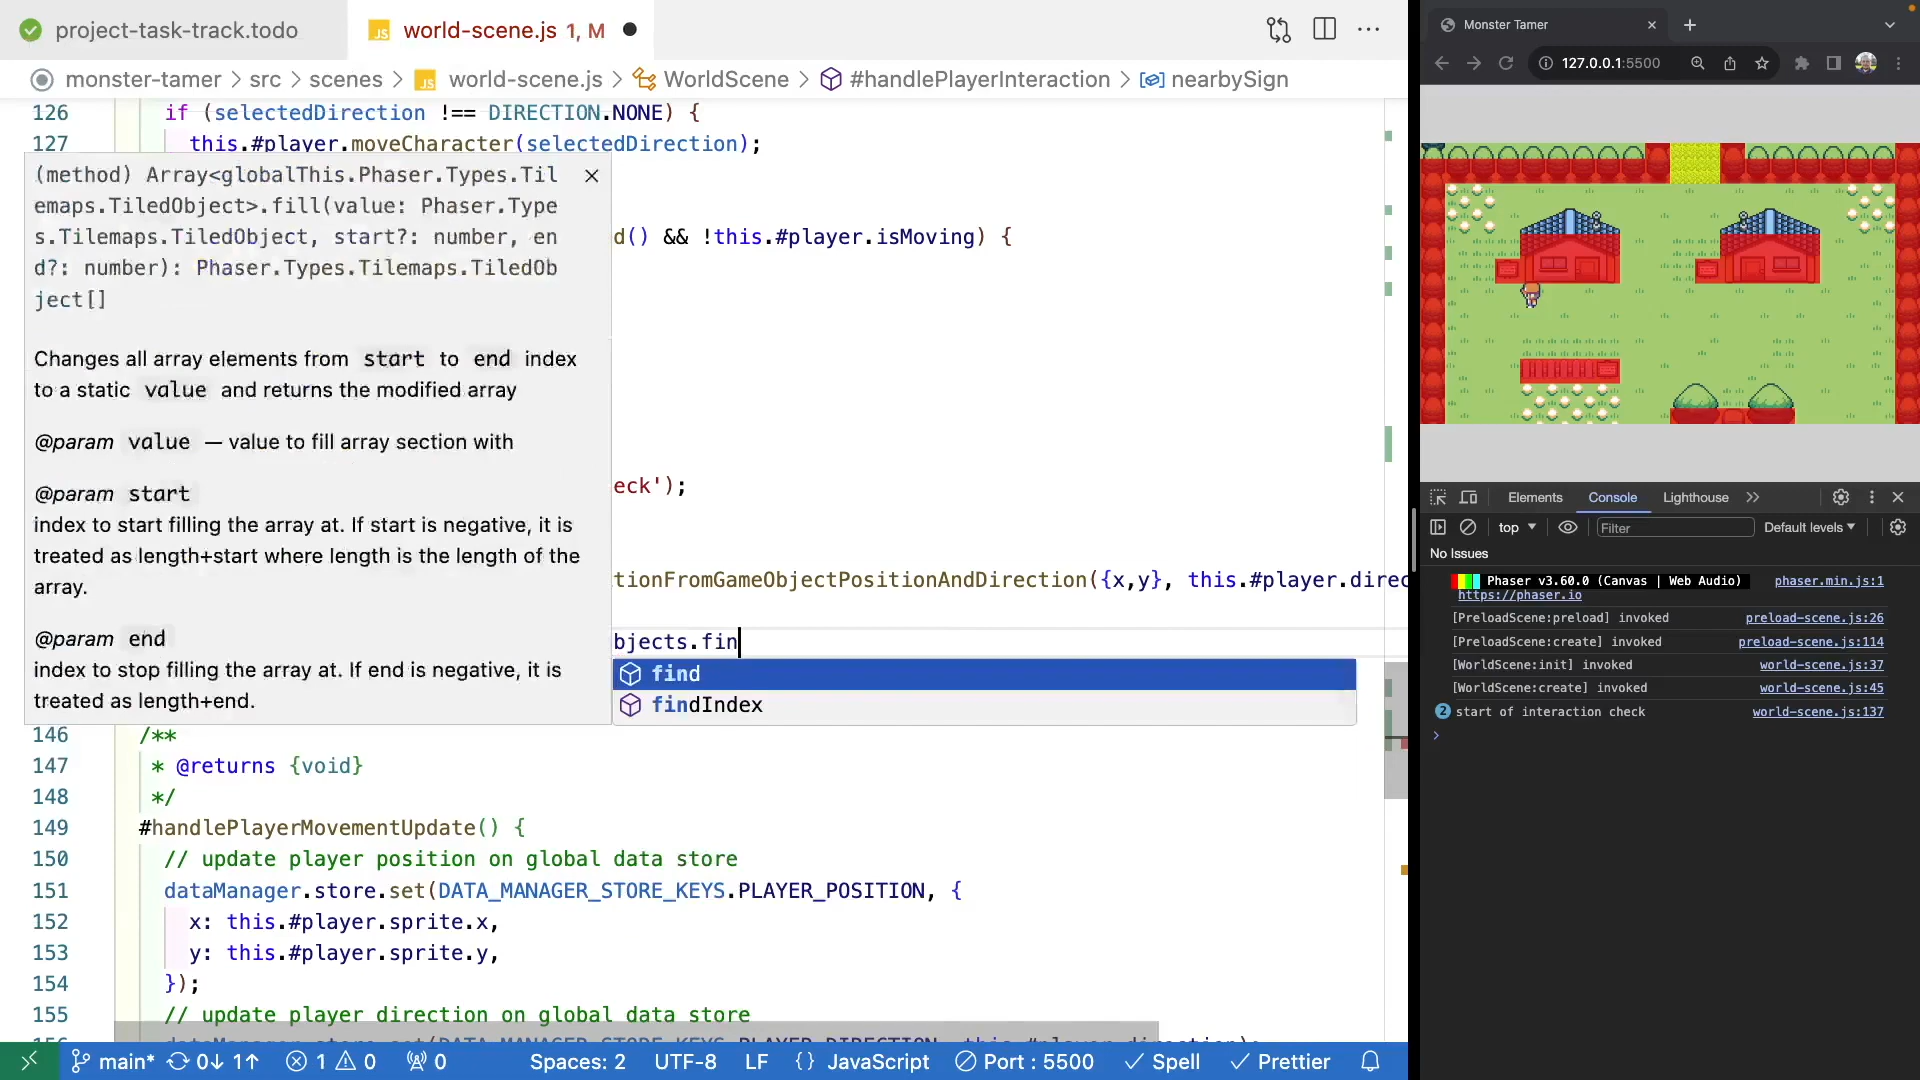 project-task-track.todo
JS world-scene.js 1, M
monster-tamer > src > scenes > JS world-scene.js > WorldScene > #handlePlayerInteraction > nearbySign
126 if (selectedDirection !== DIRECTION.NONE) {
127 this.#player.moveCharacter(selectedDirection);
(method) Array<globalThis.Phaser.Types.Til
emaps.TiledObject>.fill(value: Phaser.Type
s.Tilemaps.TiledObject, start?: number, en
d?: number): Phaser.Types.Tilemaps.TiledOb
ject[]
Changes all array elements from start to end index
to a static value and returns the modified array
@param value — value to fill array section with
@param start
index to start filling the array at. If start is negative, it is
treated as length+start where length is the length of the
array.
@param end
index to stop filling the array at. If end is negative, it is
treated as length+end.
d() && !this.#player.isMoving) {
eck');
tionFromGameObjectPositionAndDirection({x,y}, this.#player.direc
bjects.fin
find
findIndex
146 /**
147 * @returns {void}
148 */
149 #handlePlayerMovementUpdate() {
150 // update player position on global data store
151 dataManager.store.set(DATA_MANAGER_STORE_KEYS.PLAYER_POSITION, {
152 x: this.#player.sprite.x,
153 y: this.#player.sprite.y,
154 });
155 // update player direction on global data store
main* 0↓ 1↑ 1 0 0 Spaces: 2 UTF-8 LF {} JavaScript Port : 5500 Spell Prettier
Monster Tamer
127.0.0.1:5500
Elements Console Lighthouse
top Filter Default levels
No Issues
Phaser v3.60.0 (Canvas | Web Audio) phaser.min.js:1
https://phaser.io
[PreloadScene:preload] invoked preload-scene.js:26
[PreloadScene:create] invoked preload-scene.js:114
[WorldScene:init] invoked world-scene.js:37
[WorldScene:create] invoked world-scene.js:45
2 start of interaction check world-scene.js:137